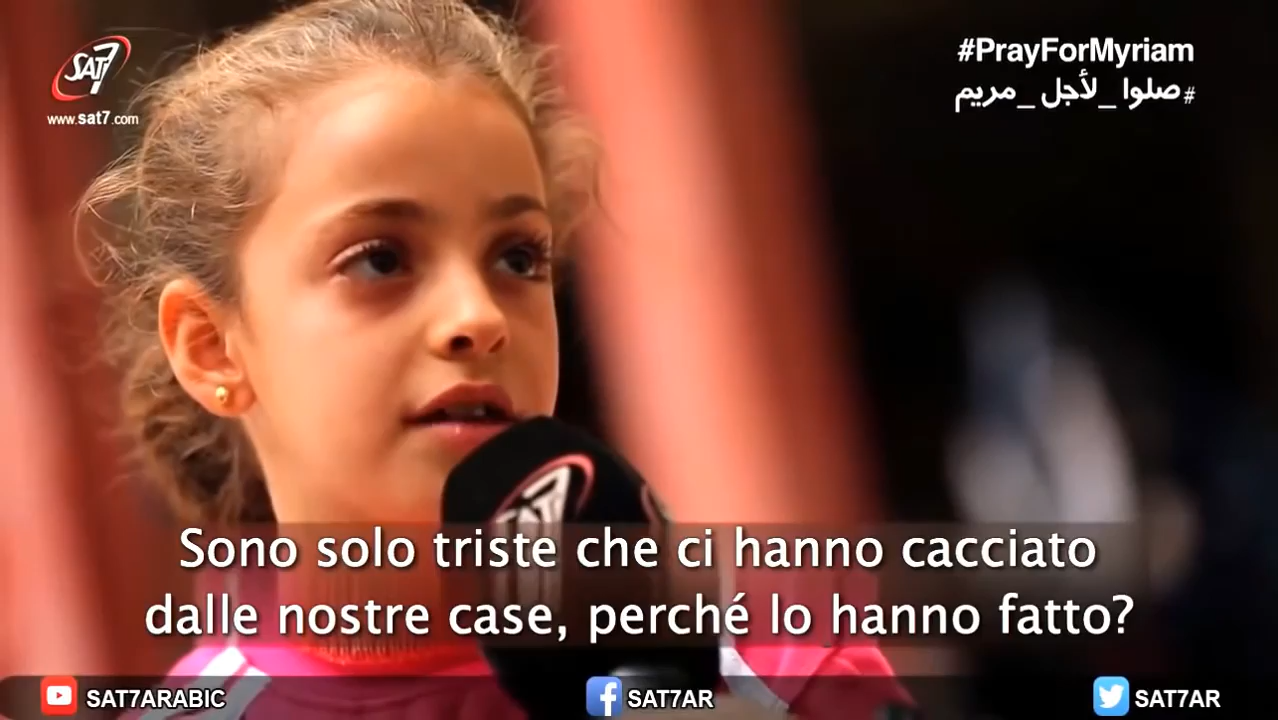 SAT7
www.sat7.com
#PrayForMyriam
#صلوا_لأجل_مريم
SAT7
Sono solo triste che ci hanno cacciato
dalle nostre case, perché lo hanno fatto?
SAT7ARABIC
SAT7AR
SAT7AR